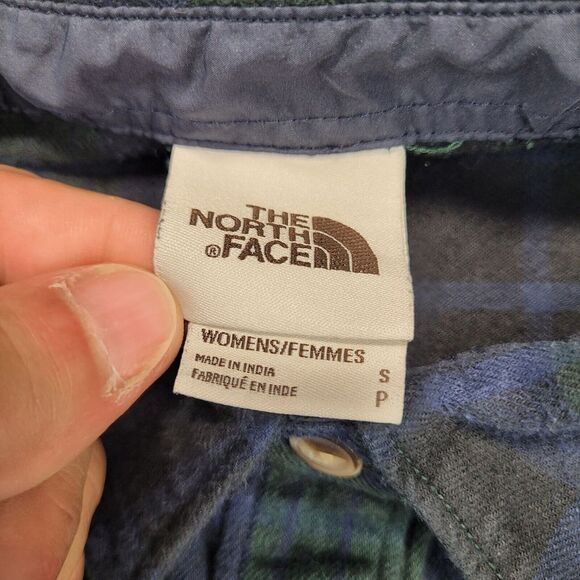 THE
NORTH
® FACE
WOMENS/FEMMES
MADE IN INDIA
FABRIQUÉ EN INDE
S
P